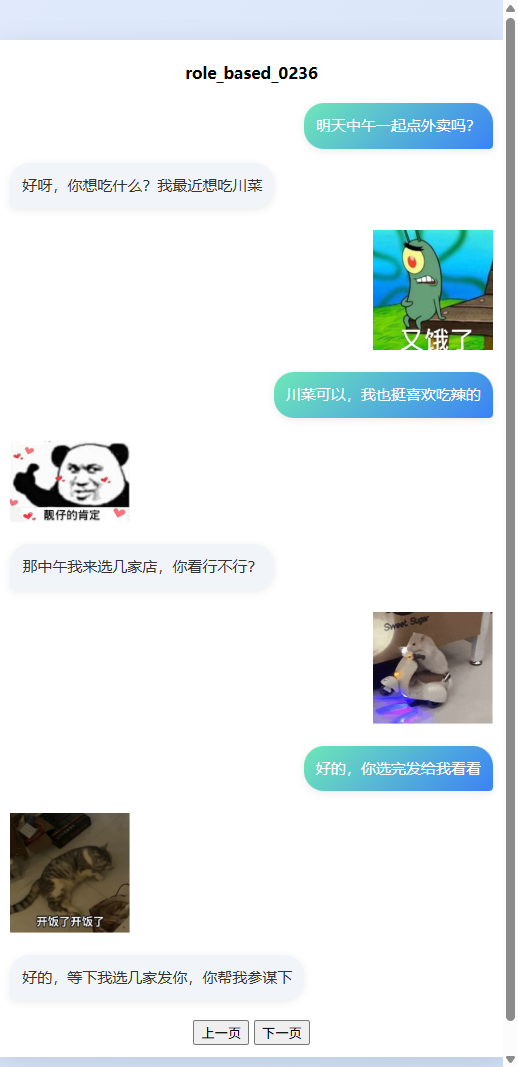 role_based_0236
明天中午一起点外卖吗？
好呀，你想吃什么？我最近想吃川菜
又饿了
川菜可以，我也挺喜欢吃辣的
靓仔的肯定
那中午我来选几家店，你看行不行？
Sweet Sugar
好的，你选完发给我看看
开饭了开饭了
好的，等下我选几家发你，你帮我参谋下
上一页 下一页